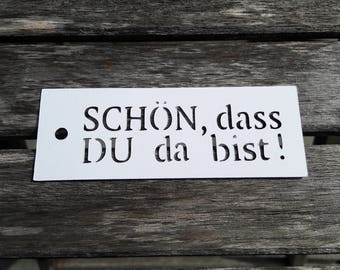 SCHÖN, dass
DU da bist!